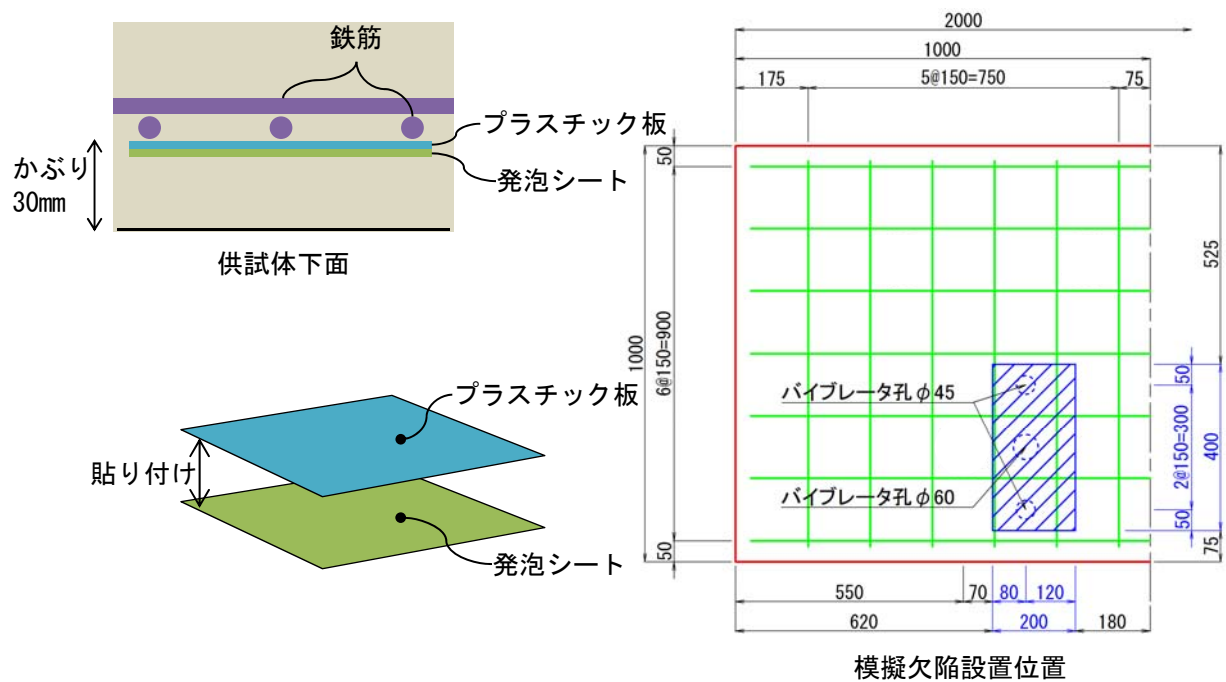 鉄筋
プラスチック板
発泡シート
かぶり
30mm
供試体下面
プラスチック板
貼り付け
発泡シート
2000
1000
175
5@150=750
75
50
1000
6@150=900
50
525
バイブレータ孔φ45
バイブレータ孔φ60
50
2@150=300
400
50
75
550
70
80
120
620
200
180
模擬欠陥設置位置